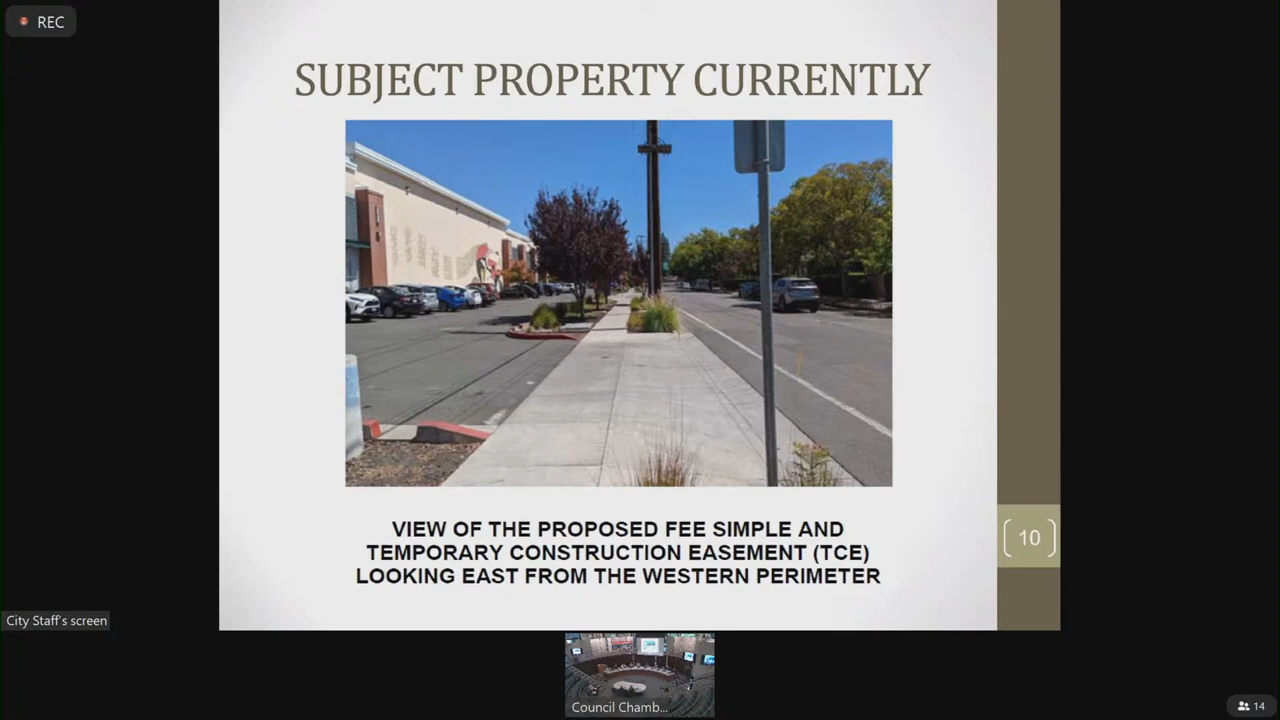 REC
SUBJECT PROPERTY CURRENTLY
VIEW OF THE PROPOSED FEE SIMPLE AND
TEMPORARY CONSTRUCTION EASEMENT (TCE)
LOOKING EAST FROM THE WESTERN PERIMETER
10
City Staff's screen
Council Chamb...
14